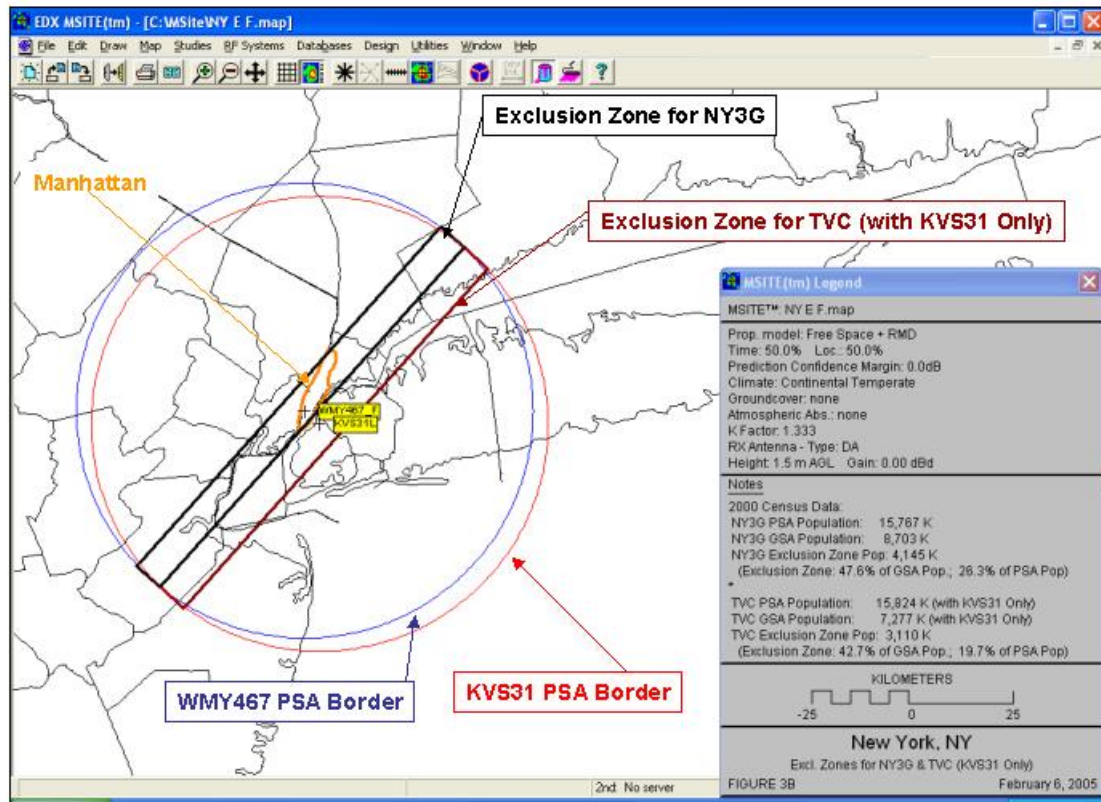 EDX MSITE(tm) - [C:\MSite\NY E F.map]
File Edit Draw Map Studies RF Systems Databases Design Utilities Window Help
Exclusion Zone for NY3G
Manhattan
Exclusion Zone for TVC (with KVS31 Only)
WMY467_F
KVS31L
WMY467 PSA Border
KVS31 PSA Border
MSITE(tm) Legend
MSITE™: NY E F.map
Prop. model: Free Space + RMD
Time: 50.0% Loc.: 50.0%
Prediction Confidence Margin: 0.0dB
Climate: Continental Temperate
Groundcover: none
Atmospheric Abs.: none
K Factor: 1.333
RX Antenna - Type: DA
Height: 1.5 m AGL Gain: 0.00 dBd
Notes
2000 Census Data:
NY3G PSA Population: 15,767 K
NY3G GSA Population: 8,703 K
NY3G Exclusion Zone Pop: 4,145 K
(Exclusion Zone: 47.6% of GSA Pop.; 26.3% of PSA Pop)
*
TVC PSA Population: 15,824 K (with KVS31 Only)
TVC GSA Population: 7,277 K (with KVS31 Only)
TVC Exclusion Zone Pop: 3,110 K
(Exclusion Zone: 42.7% of GSA Pop.; 19.7% of PSA Pop)
KILOMETERS
-25 0 25
New York, NY
Excl. Zones for NY3G & TVC (KVS31 Only)
FIGURE 3B February 6, 2005
2nd: No server